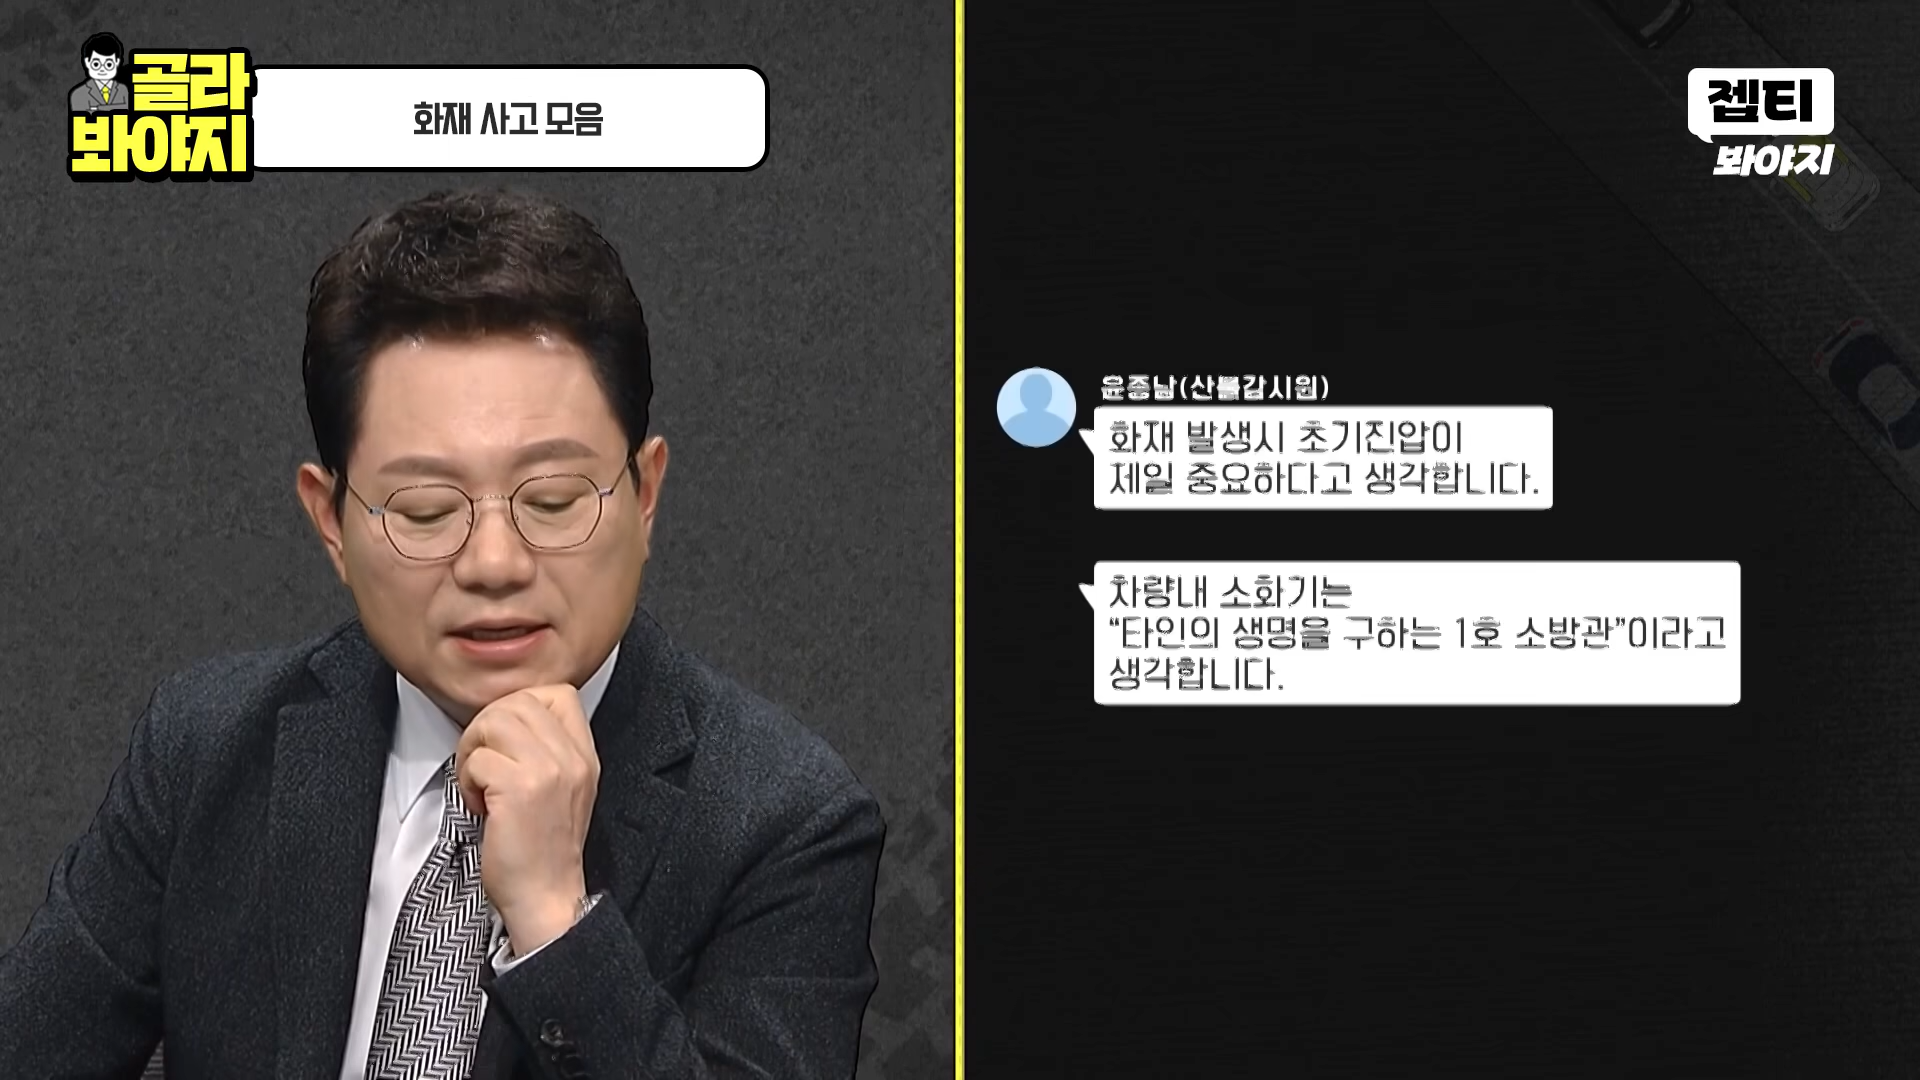 골라
봐야지
화재 사고 모음
젭티
봐야지
윤종남(산불감시원)
화재 발생시 초기진압이
제일 중요하다고 생각합니다.
차량내 소화기는
“타인의 생명을 구하는 1호 소방관”이라고
생각합니다.